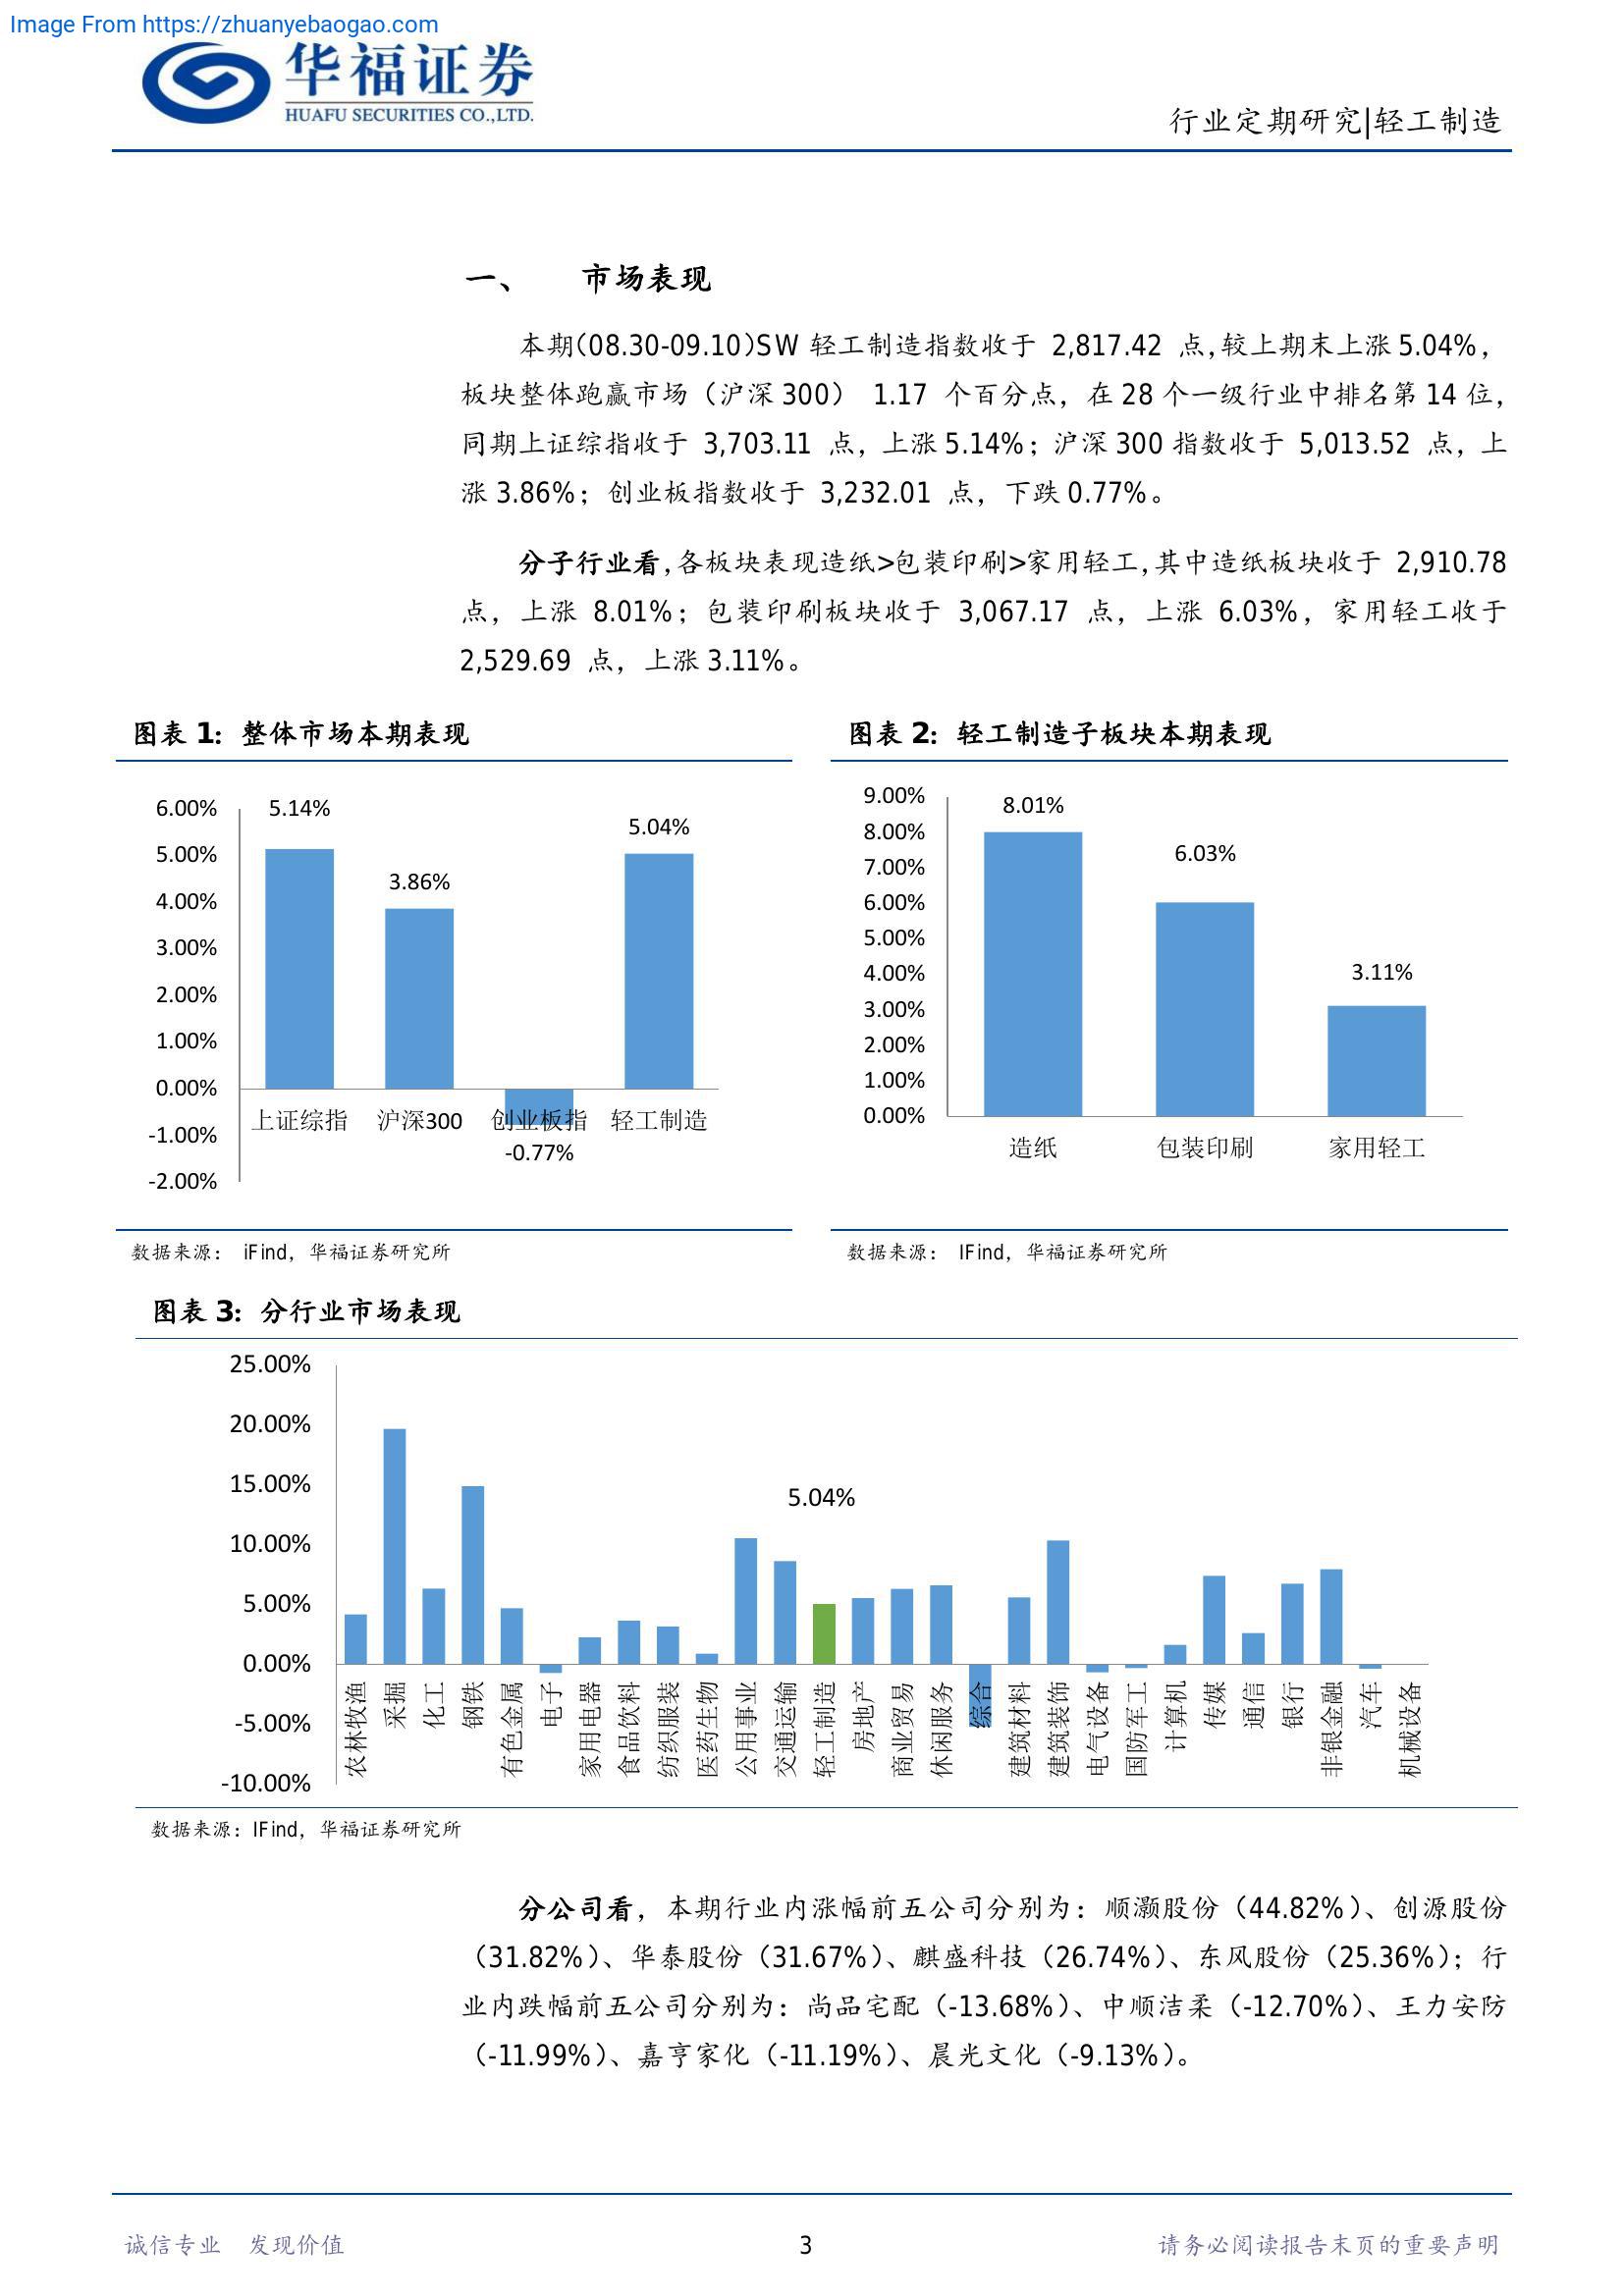 Image From https://zhuanyebaogao.com
华福证券
HUAFU SECURITIES CO.,LTD.
行业定期研究|轻工制造
一、 市场表现
本期(08.30-09.10)SW 轻工制造指数收于 2,817.42 点,较上期末上涨 5.04%，
板块整体跑赢市场（沪深 300） 1.17 个百分点，在 28 个一级行业中排名第 14 位，
同期上证综指收于 3,703.11 点，上涨 5.14%；沪深 300 指数收于 5,013.52 点，上
涨 3.86%；创业板指数收于 3,232.01 点，下跌 0.77%。
分子行业看,各板块表现造纸>包装印刷>家用轻工,其中造纸板块收于 2,910.78
点，上涨 8.01%；包装印刷板块收于 3,067.17 点，上涨 6.03%，家用轻工收于
2,529.69 点，上涨 3.11%。
图表 1：整体市场本期表现
6.00%
5.00%
4.00%
3.00%
2.00%
1.00%
0.00%
-1.00%
-2.00%
5.14%
3.86%
-0.77%
5.04%
上证综指 沪深300 创业板指 轻工制造
数据来源： iFind，华福证券研究所
图表 2：轻工制造子板块本期表现
9.00%
8.00%
7.00%
6.00%
5.00%
4.00%
3.00%
2.00%
1.00%
0.00%
8.01%
6.03%
3.11%
造纸 包装印刷 家用轻工
数据来源： IFind，华福证券研究所
图表 3：分行业市场表现
25.00%
20.00%
15.00%
10.00%
5.00%
0.00%
-5.00%
-10.00%
5.04%
农林牧渔
采掘
化工
钢铁
有色金属
电子
家用电器
食品饮料
纺织服装
医药生物
公用事业
交通运输
轻工制造
房地产
商业贸易
休闲服务
综合
建筑材料
建筑装饰
电气设备
国防军工
计算机
传媒
通信
银行
非银金融
汽车
机械设备
数据来源：IFind，华福证券研究所
分公司看，本期行业内涨幅前五公司分别为：顺灏股份（44.82%）、创源股份
（31.82%）、华泰股份（31.67%）、麒盛科技（26.74%）、东风股份（25.36%）；行
业内跌幅前五公司分别为：尚品宅配（-13.68%）、中顺洁柔（-12.70%）、王力安防
（-11.99%）、嘉亨家化（-11.19%）、晨光文化（-9.13%）。
诚信专业 发现价值
3
请务必阅读报告末页的重要声明